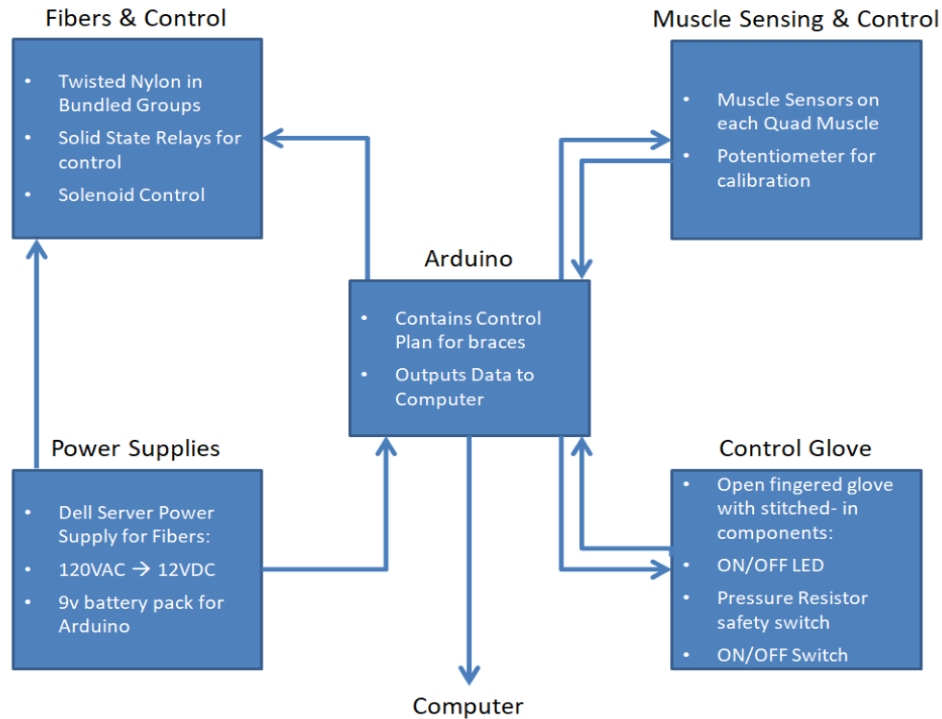 Fibers & Control
• Twisted Nylon in
Bundled Groups
• Solid State Relays for
control
• Solenoid Control
Muscle Sensing & Control
• Muscle Sensors on
each Quad Muscle
• Potentiometer for
calibration
Arduino
• Contains Control
Plan for braces
• Outputs Data to
Computer
Power Supplies
• Dell Server Power
Supply for Fibers:
• 120VAC → 12VDC
• 9v battery pack for
Arduino
Control Glove
• Open fingered glove
with stitched- in
components:
• ON/OFF LED
• Pressure Resistor
safety switch
• ON/OFF Switch
Computer